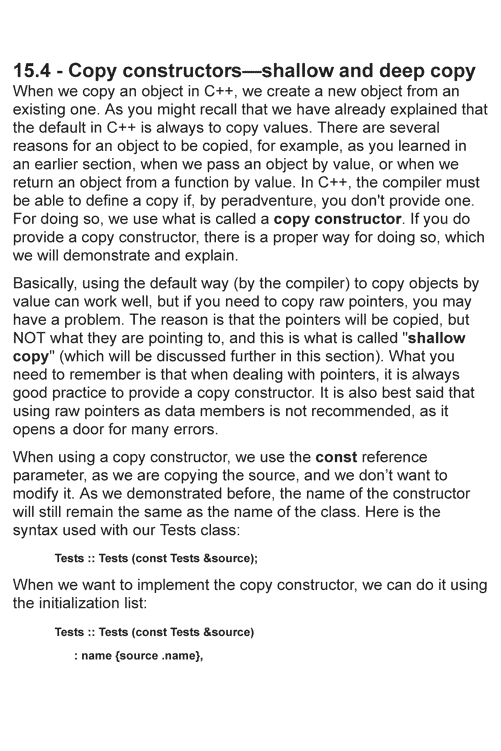 15.4 - Copy constructors—shallow and deep copy
When we copy an object in C++, we create a new object from an
existing one. As you might recall that we have already explained that
the default in C++ is always to copy values. There are several
reasons for an object to be copied, for example, as you learned in
an earlier section, when we pass an object by value, or when we
return an object from a function by value. In C++, the compiler must
be able to define a copy if, by peradventure, you don't provide one.
For doing so, we use what is called a copy constructor. If you do
provide a copy constructor, there is a proper way for doing so, which
we will demonstrate and explain.
Basically, using the default way (by the compiler) to copy objects by
value can work well, but if you need to copy raw pointers, you may
have a problem. The reason is that the pointers will be copied, but
NOT what they are pointing to, and this is what is called "shallow
copy" (which will be discussed further in this section). What you
need to remember is that when dealing with pointers, it is always
good practice to provide a copy constructor. It is also best said that
using raw pointers as data members is not recommended, as it
opens a door for many errors.
When using a copy constructor, we use the const reference
parameter, as we are copying the source, and we don’t want to
modify it. As we demonstrated before, the name of the constructor
will still remain the same as the name of the class. Here is the
syntax used with our Tests class:
Tests :: Tests (const Tests &source);
When we want to implement the copy constructor, we can do it using
the initialization list:
Tests :: Tests (const Tests &source)
: name {source .name},